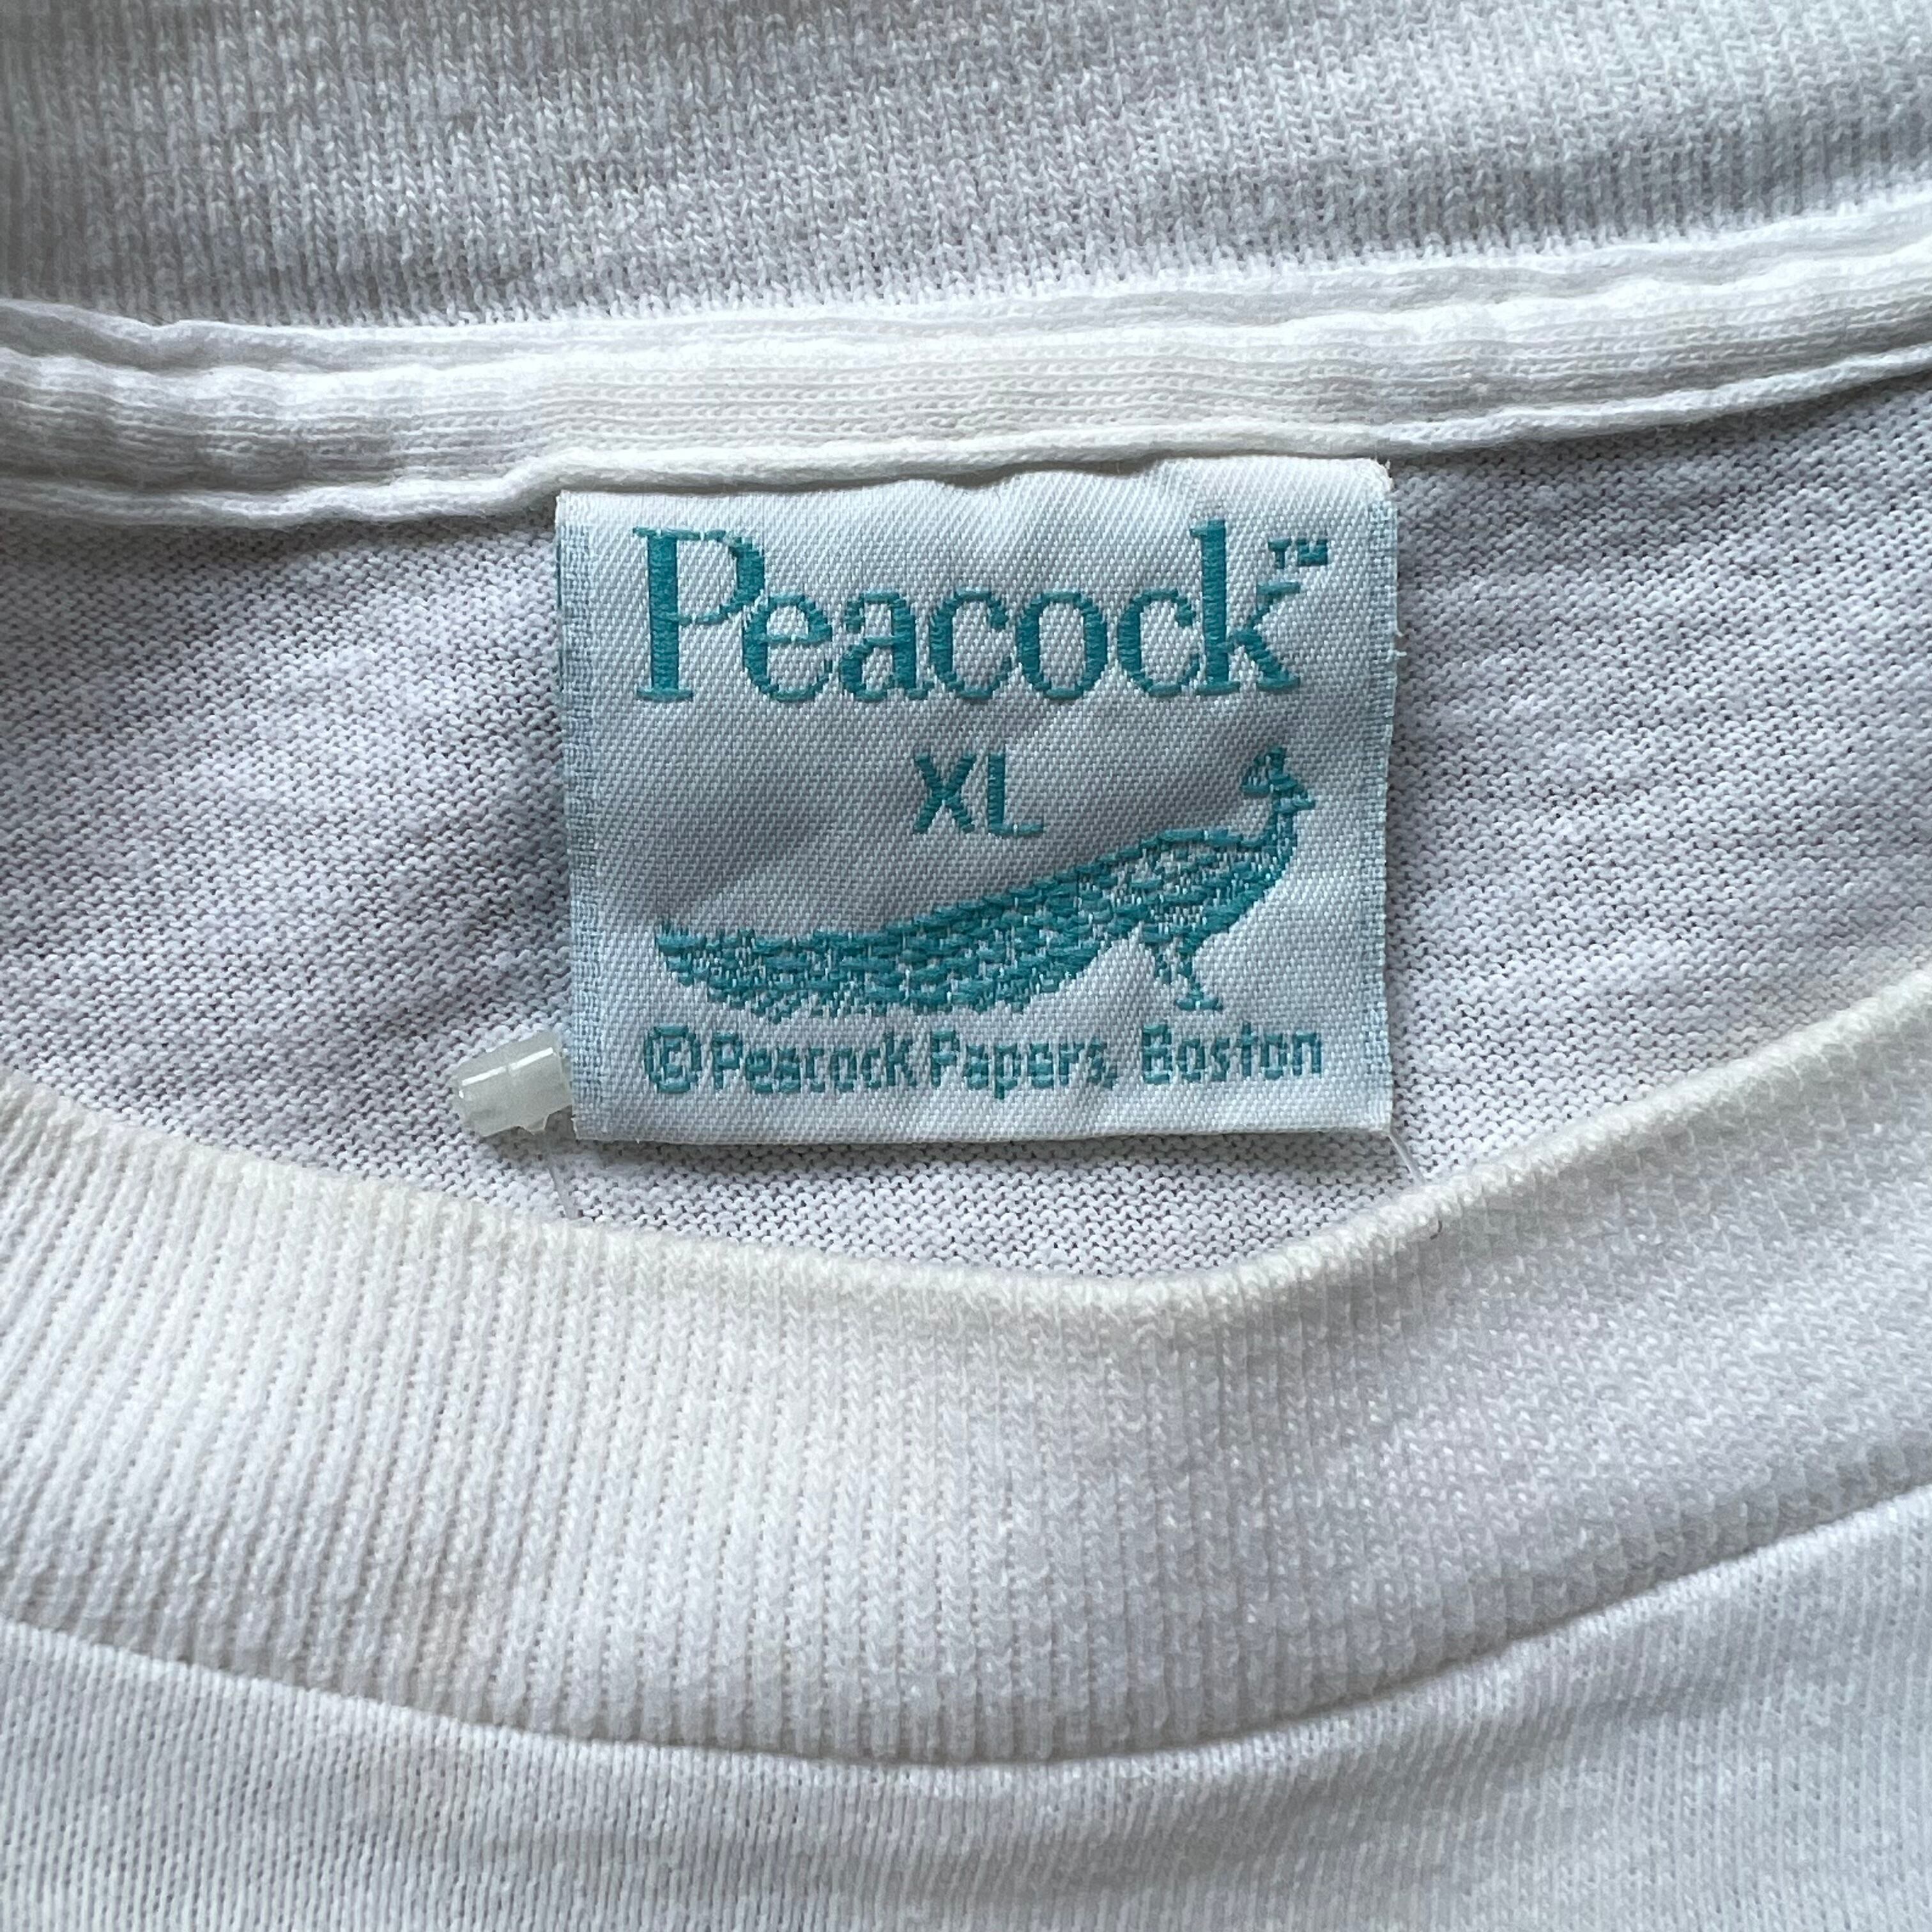 Peacock™
XL
©Peacock Papers, Boston